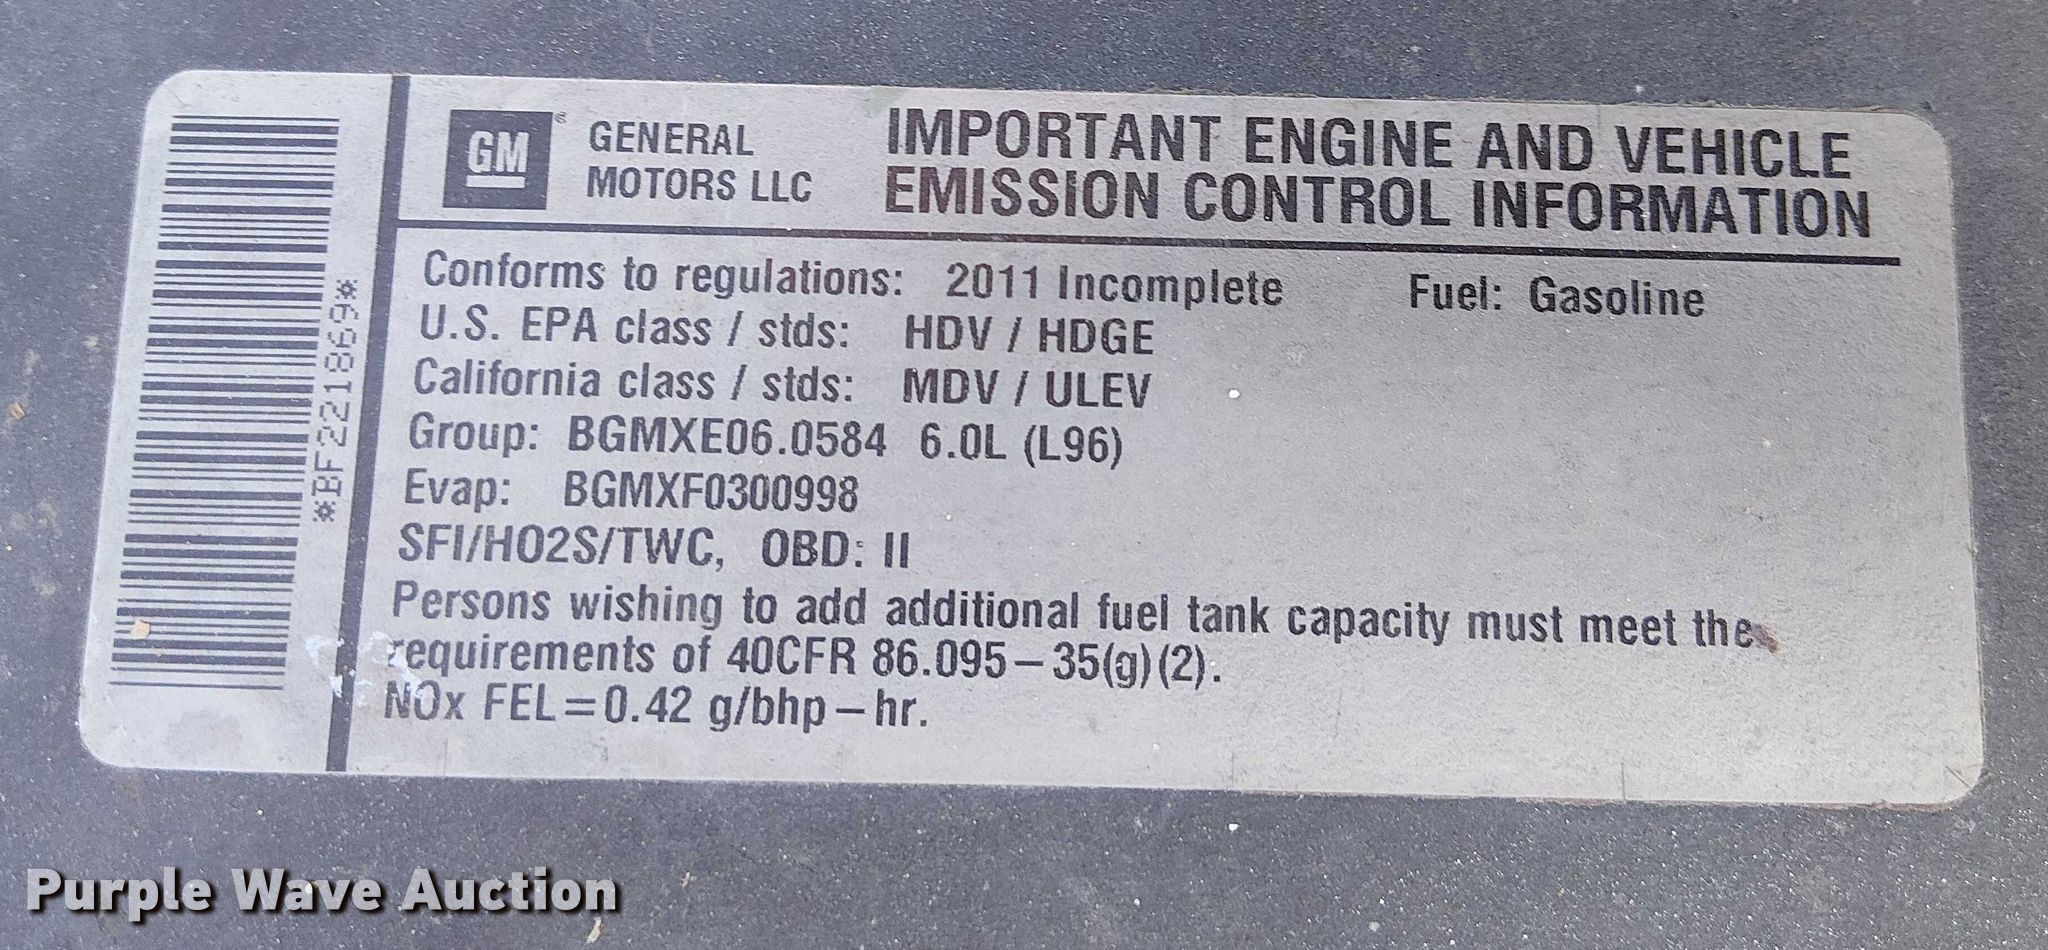 GM
GENERAL
MOTORS LLC
IMPORTANT ENGINE AND VEHICLE
EMISSION CONTROL INFORMATION
*BF221869*
Conforms to regulations: 2011 Incomplete Fuel: Gasoline
U.S. EPA class / stds: HDV / HDGE
California class / stds: MDV / ULEV
Group: BGMXE06.0584 6.0L (L96)
Evap: BGMXF0300998
SFI/HO2S/TWC, OBD: II
Persons wishing to add additional fuel tank capacity must meet the
requirements of 40CFR 86.095–35(g)(2).
NOx FEL=0.42 g/bhp–hr.
Purple Wave Auction